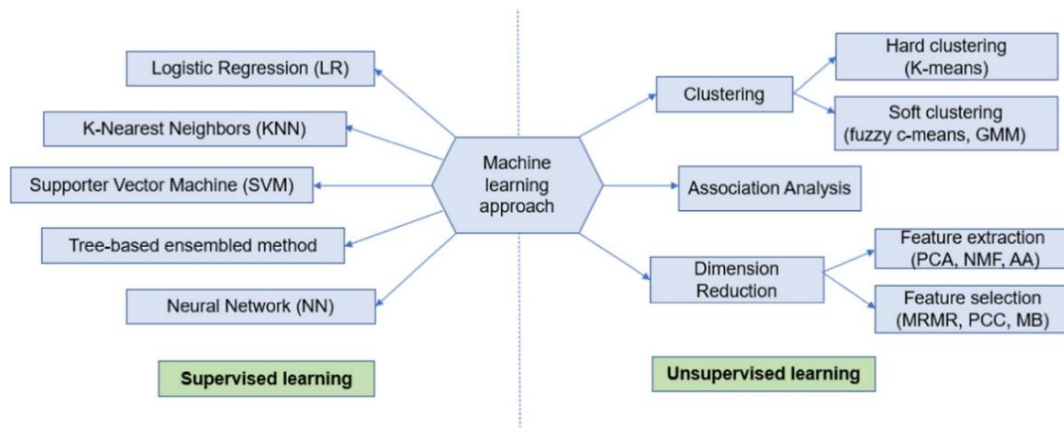 Logistic Regression (LR)
K-Nearest Neighbors (KNN)
Supporter Vector Machine (SVM)
Tree-based ensembled method
Neural Network (NN)
Supervised learning
Machine
learning
approach
Clustering
Hard clustering
(K-means)
Soft clustering
(fuzzy c-means, GMM)
Association Analysis
Dimension
Reduction
Feature extraction
(PCA, NMF, AA)
Feature selection
(MRMR, PCC, MB)
Unsupervised learning